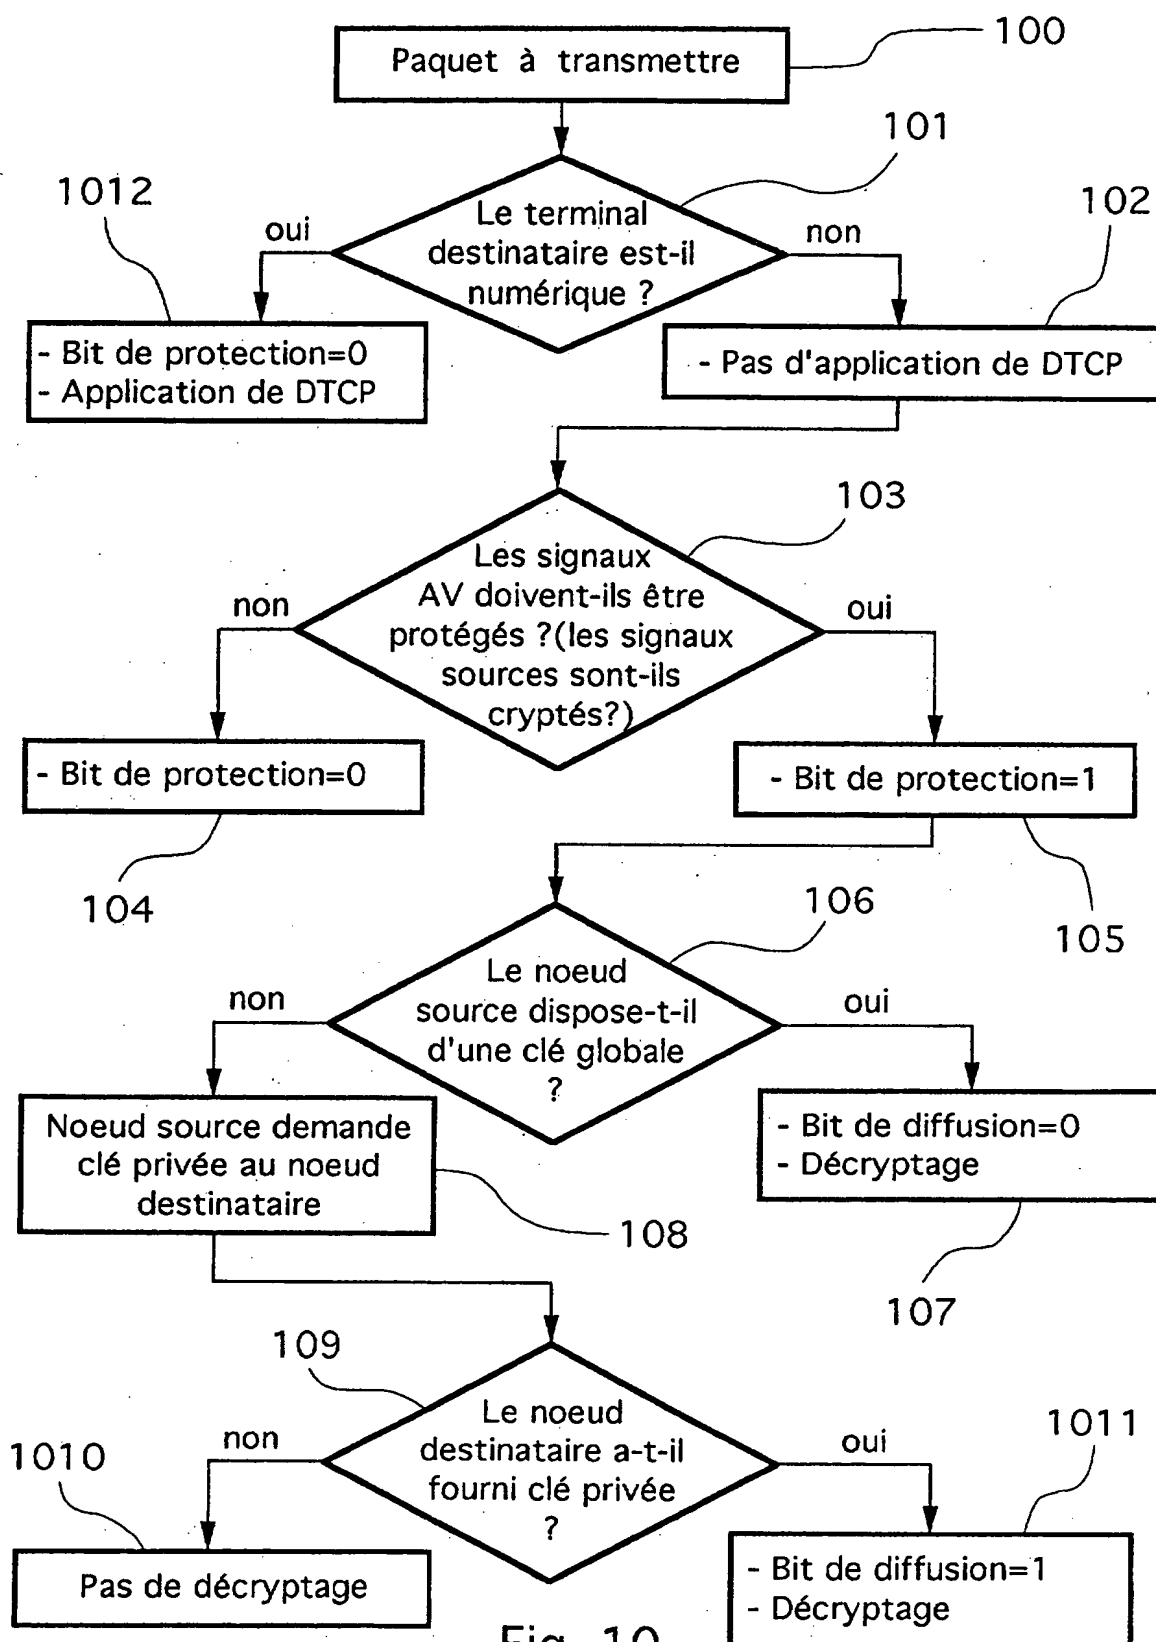 100
Paquet à transmettre
101
1012
102
Le terminal
destinataire est-il
numérique ?
oui
non
- Bit de protection=0
- Application de DTCP
- Pas d'application de DTCP
103
Les signaux
AV doivent-ils être
protégés ?(les signaux
sources sont-ils
cryptés?)
non
oui
- Bit de protection=0
- Bit de protection=1
104
105
106
Le noeud
source dispose-t-il
d'une clé globale
?
non
oui
Noeud source demande
clé privée au noeud
destinataire
- Bit de diffusion=0
- Décryptage
108
107
109
Le noeud
destinataire a-t-il
fourni clé privée
?
non
oui
1010
1011
Pas de décryptage
- Bit de diffusion=1
- Décryptage
Fig. 10